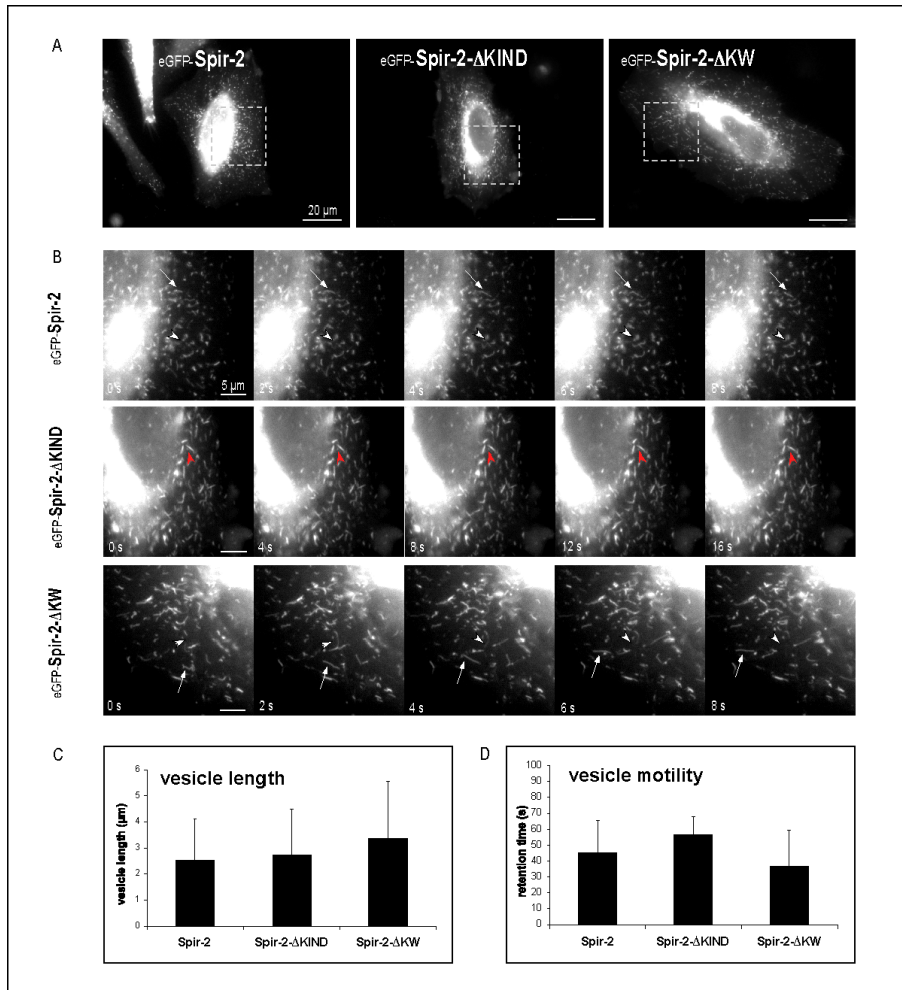 A
eGFP-Spir-2
eGFP-Spir-2-ΔKIND
eGFP-Spir-2-ΔKW
20 µm
B
eGFP-Spir-2
0 s
5 µm
2 s
4 s
6 s
8 s
eGFP-Spir-2-ΔKIND
0 s
4 s
8 s
12 s
16 s
eGFP-Spir-2-ΔKW
0 s
2 s
4 s
6 s
8 s
C
vesicle length
vesicle length (µm)
6
5
4
3
2
1
0
Spir-2
Spir-2-ΔKIND
Spir-2-ΔKW
D
vesicle motility
retention time (s)
100
90
80
70
60
50
40
30
20
10
0
Spir-2
Spir-2-ΔKIND
Spir-2-ΔKW